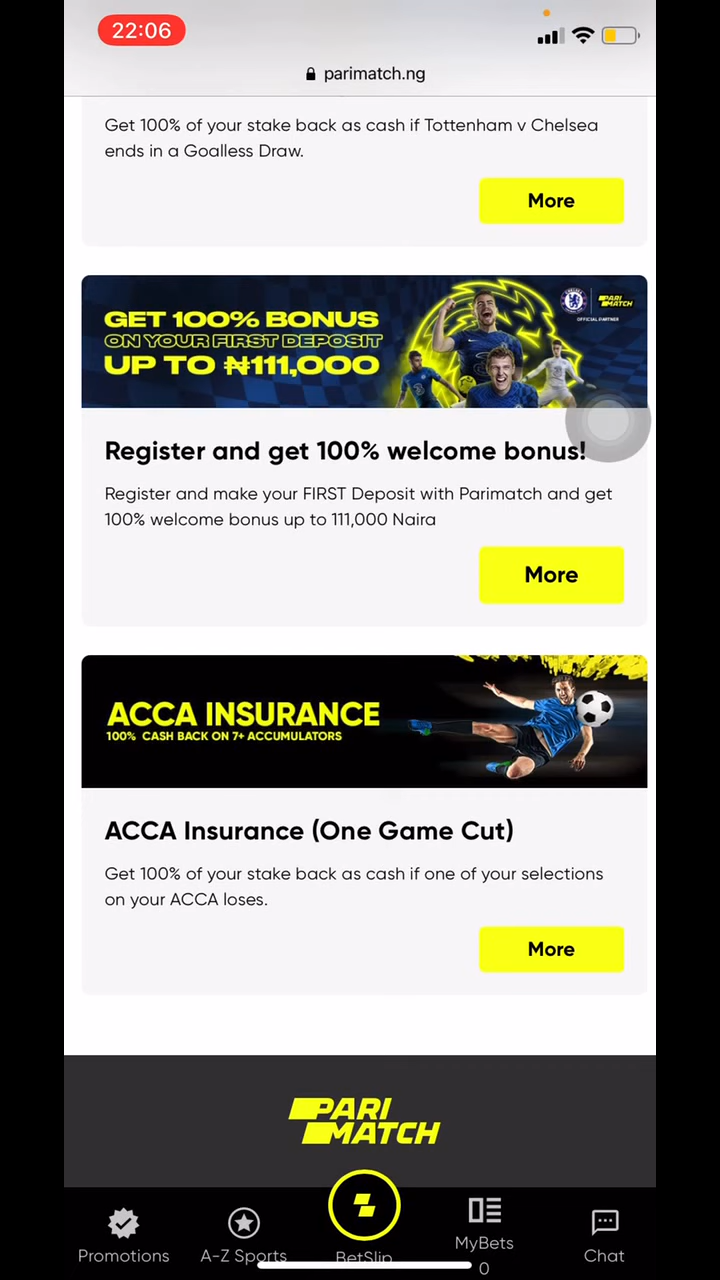 22:06
parimatch.ng
Get 100% of your stake back as cash if Tottenham v Chelsea
ends in a Goalless Draw.
More
GET 100% BONUS
ON YOUR FIRST DEPOSIT
UP TO ₦111,000
CHELSEA
PARI
MATCH
OFFICIAL PARTNER
Register and get 100% welcome bonus!
Register and make your FIRST Deposit with Parimatch and get
100% welcome bonus up to 111,000 Naira
More
ACCA INSURANCE
100% CASH BACK ON 7+ ACCUMULATORS
ACCA Insurance (One Game Cut)
Get 100% of your stake back as cash if one of your selections
on your ACCA loses.
More
PARI
MATCH
Promotions
A-Z Sports
BetSlip
MyBets
0
Chat